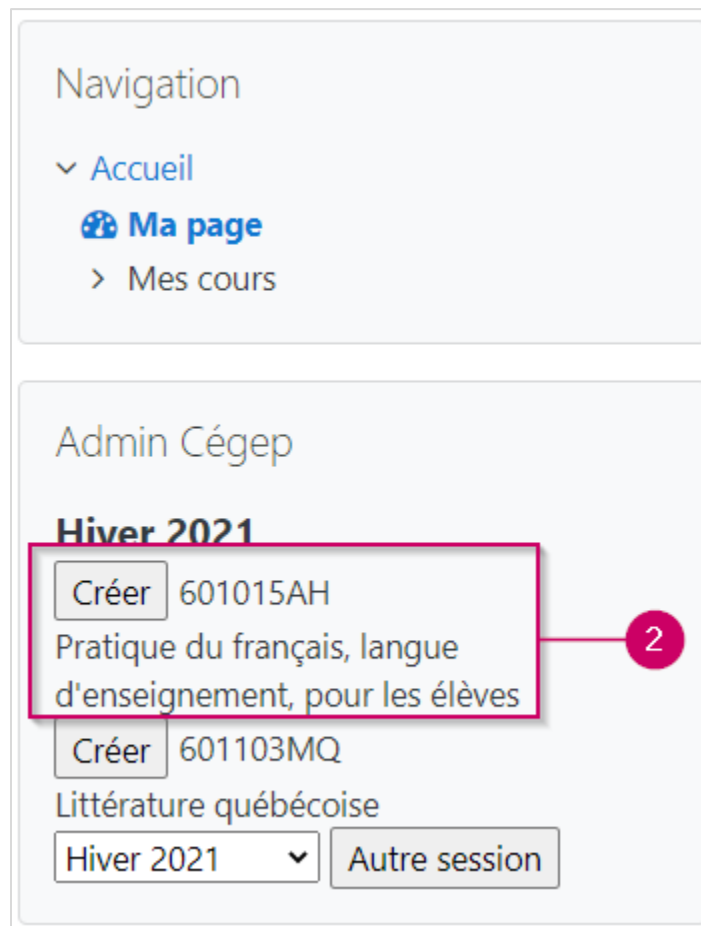 Navigation
Accueil
Ma page
Mes cours
Admin Cégep
Hiver 2021
Créer 601015AH
Pratique du français, langue
d'enseignement, pour les élèves
2
Créer 601103MQ
Littérature québécoise
Hiver 2021 Autre session